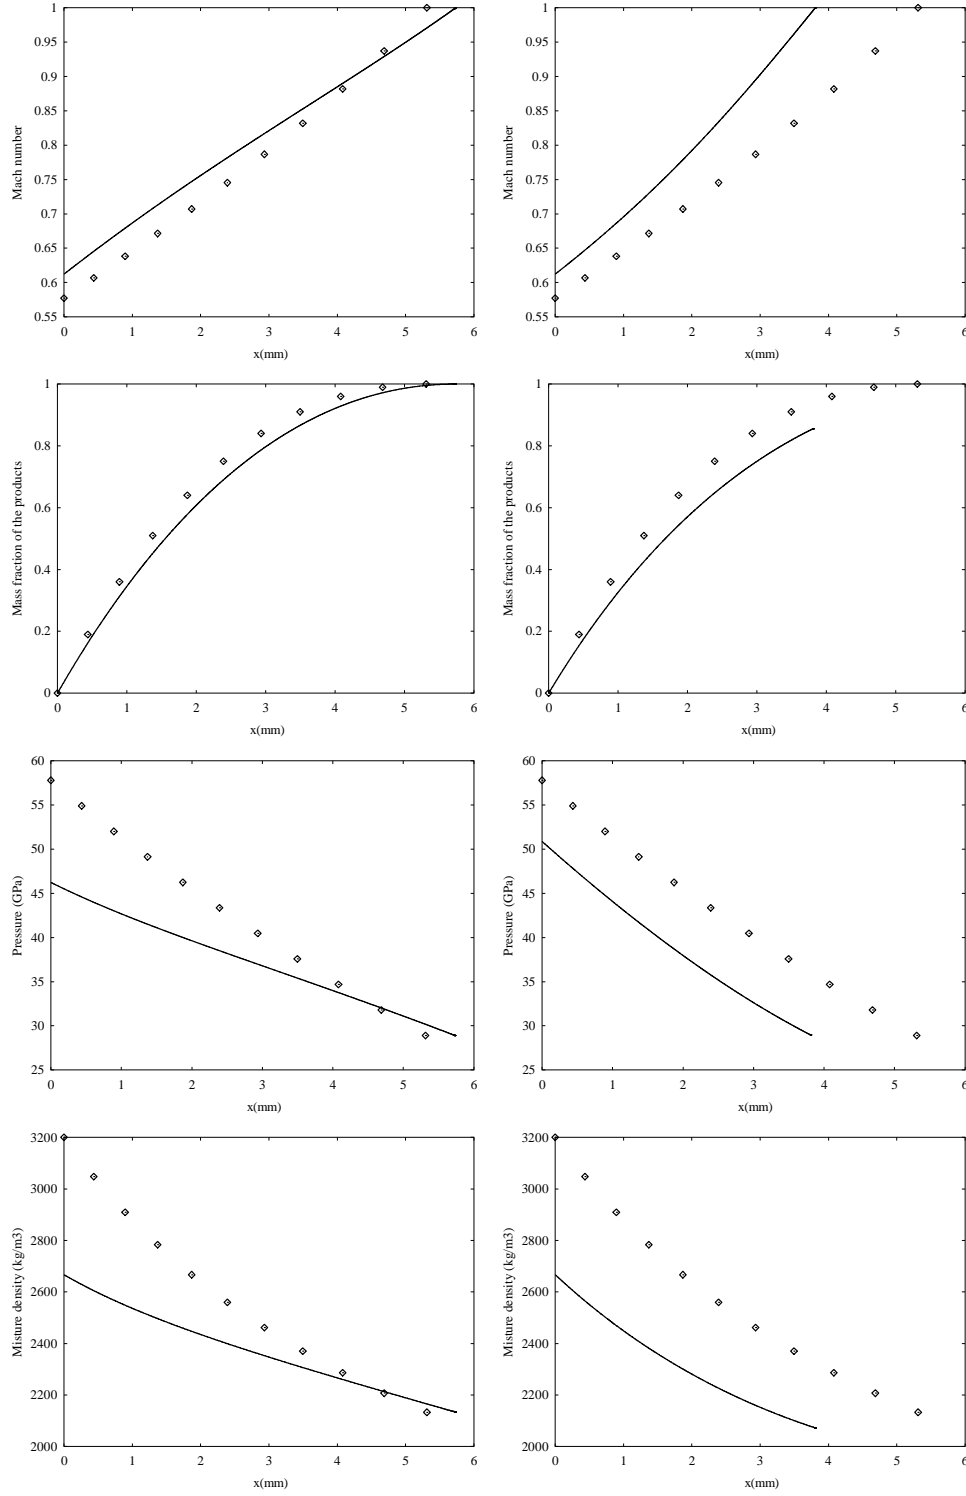 1
0.95
0.9
0.85
0.8
0.75
0.7
0.65
0.6
0.55
Mach number
0 1 2 3 4 5 6
x(mm)
1
0.95
0.9
0.85
0.8
0.75
0.7
0.65
0.6
0.55
Mach number
0 1 2 3 4 5 6
x(mm)
1
0.8
0.6
0.4
0.2
0
Mass fraction of the products
0 1 2 3 4 5 6
x(mm)
1
0.8
0.6
0.4
0.2
0
Mass fraction of the products
0 1 2 3 4 5 6
x(mm)
60
55
50
45
40
35
30
25
Pressure (GPa)
0 1 2 3 4 5 6
x(mm)
60
55
50
45
40
35
30
25
Pressure (GPa)
0 1 2 3 4 5 6
x(mm)
3200
3000
2800
2600
2400
2200
2000
Misture density (kg/m3)
0 1 2 3 4 5 6
x(mm)
3200
3000
2800
2600
2400
2200
2000
Misture density (kg/m3)
0 1 2 3 4 5 6
x(mm)